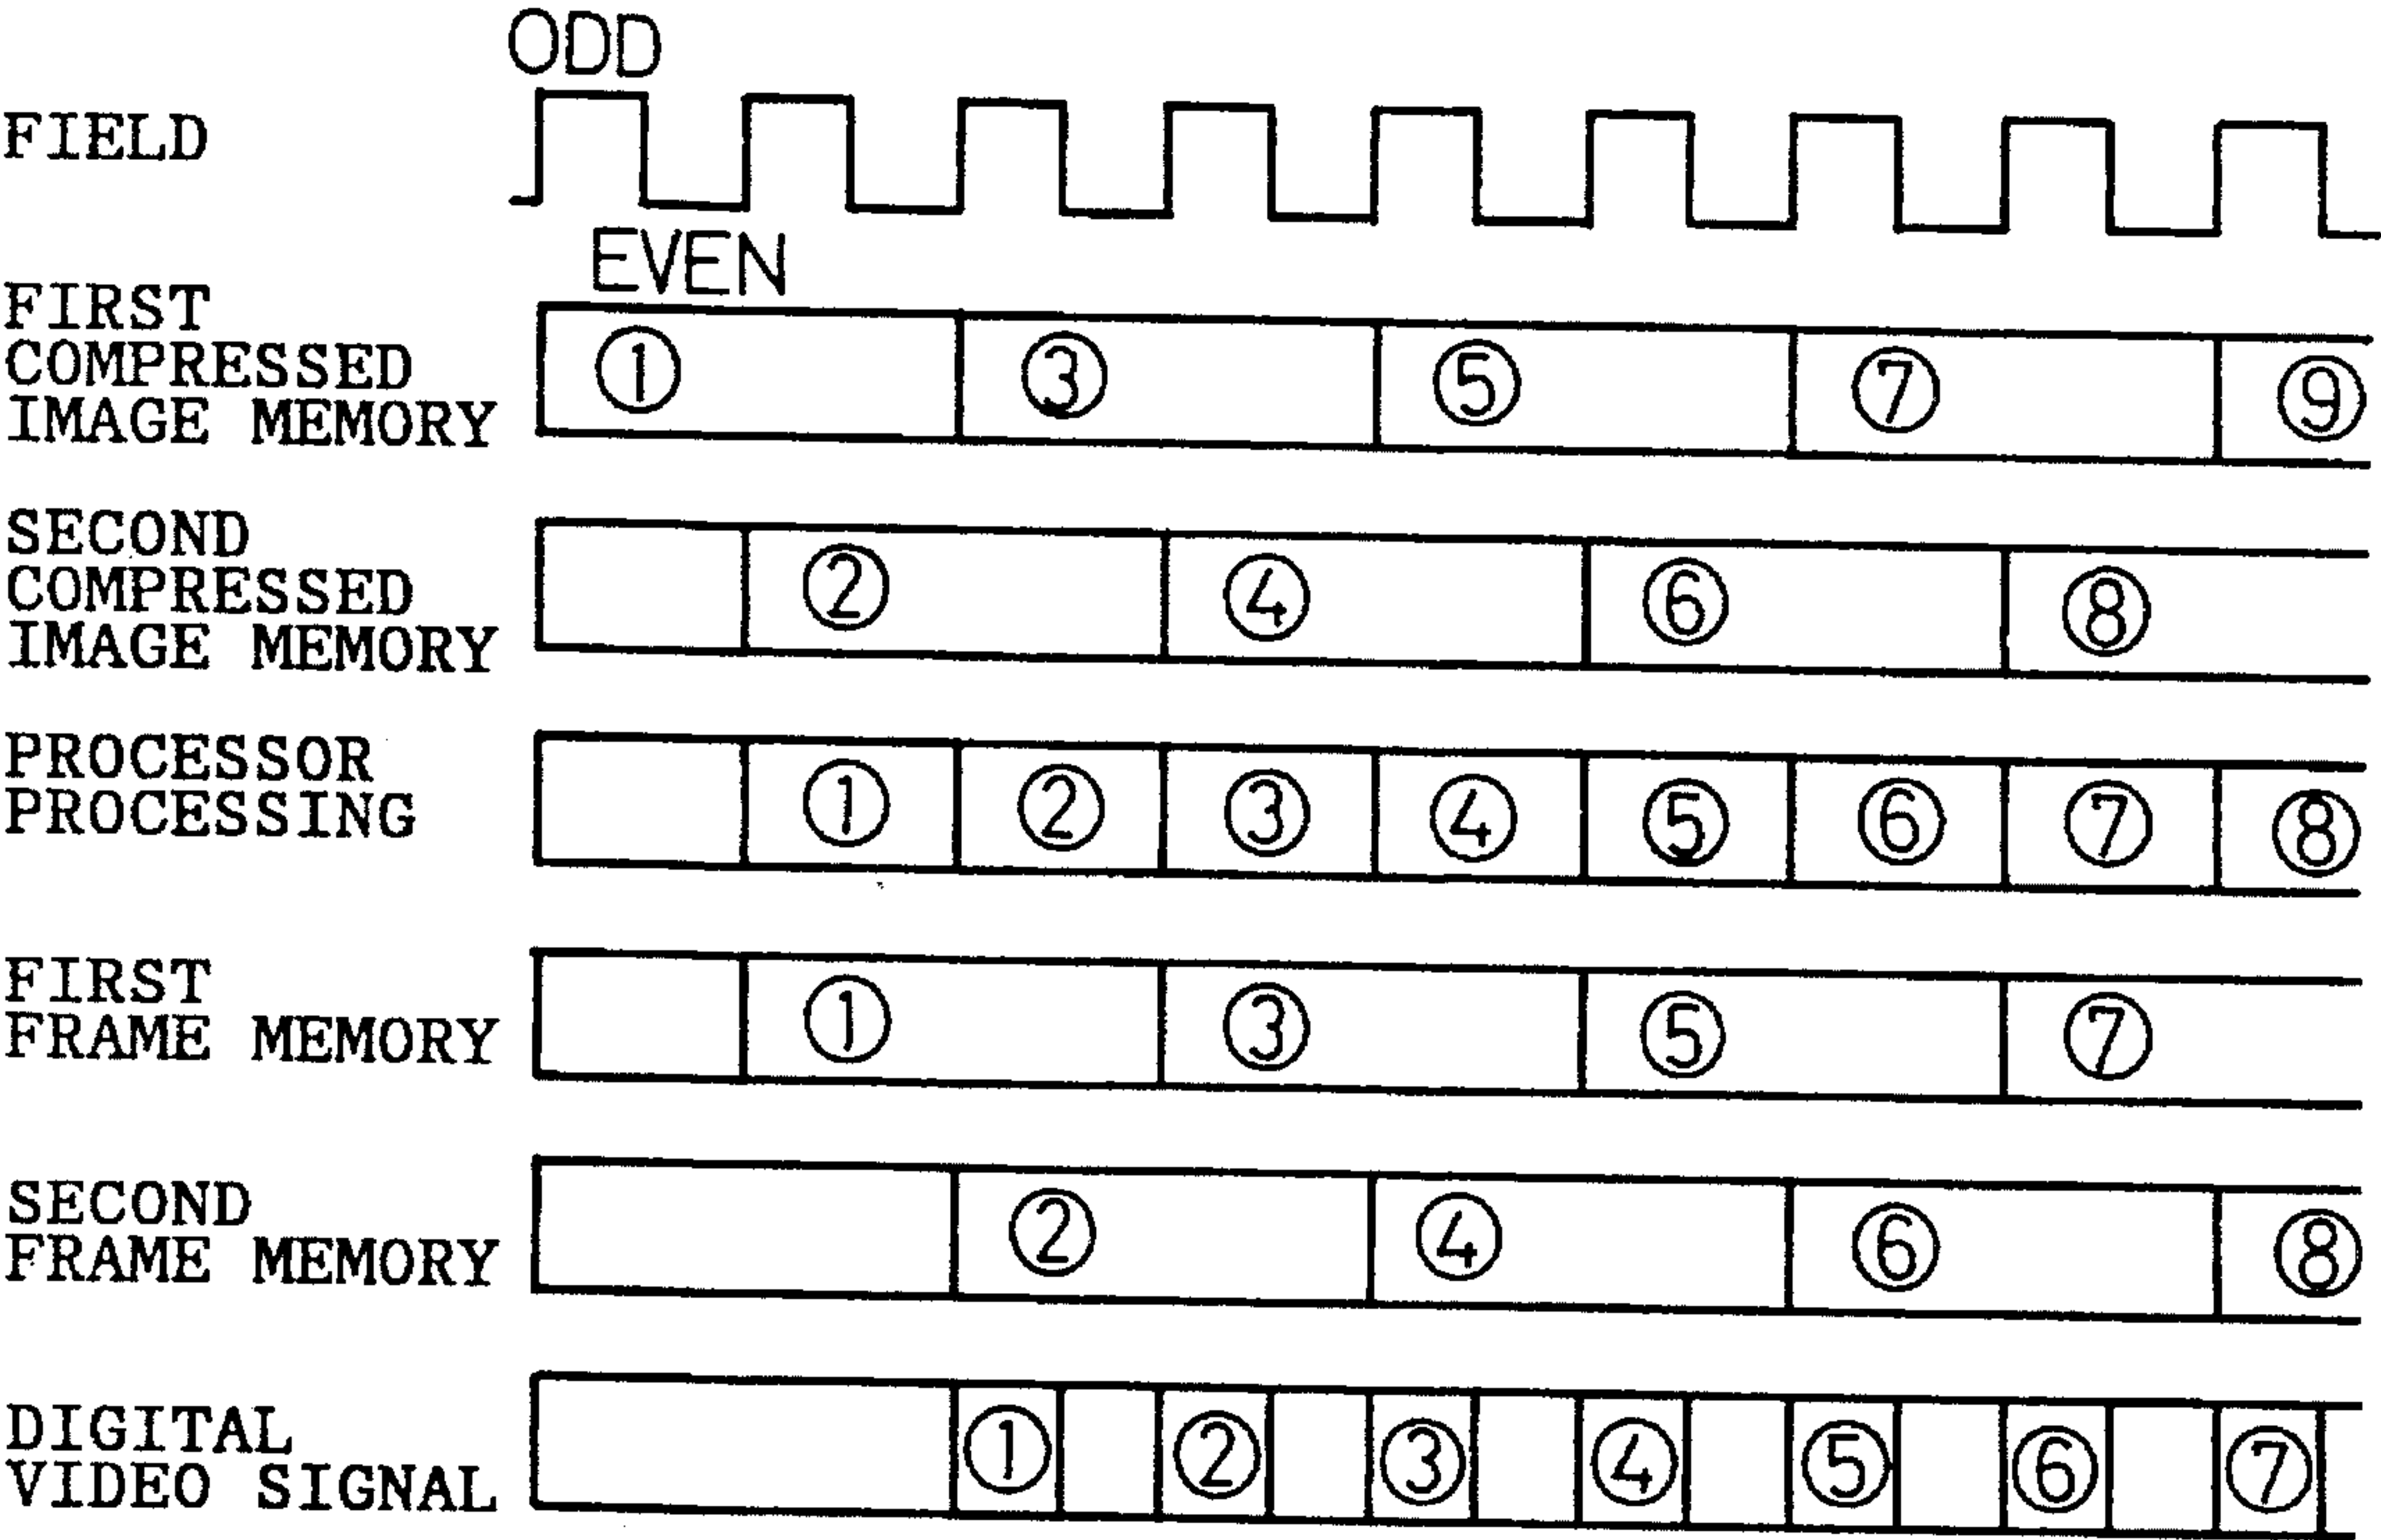 ODD
FIELD
EVEN
FIRST
COMPRESSED
IMAGE MEMORY
① ③ ⑤ ⑦ ⑨
SECOND
COMPRESSED
IMAGE MEMORY
② ④ ⑥ ⑧
PROCESSOR
PROCESSING
① ② ③ ④ ⑤ ⑥ ⑦ ⑧
FIRST
FRAME MEMORY
① ③ ⑤ ⑦
SECOND
FRAME MEMORY
② ④ ⑥ ⑧
DIGITAL
VIDEO SIGNAL
① ② ③ ④ ⑤ ⑥ ⑦